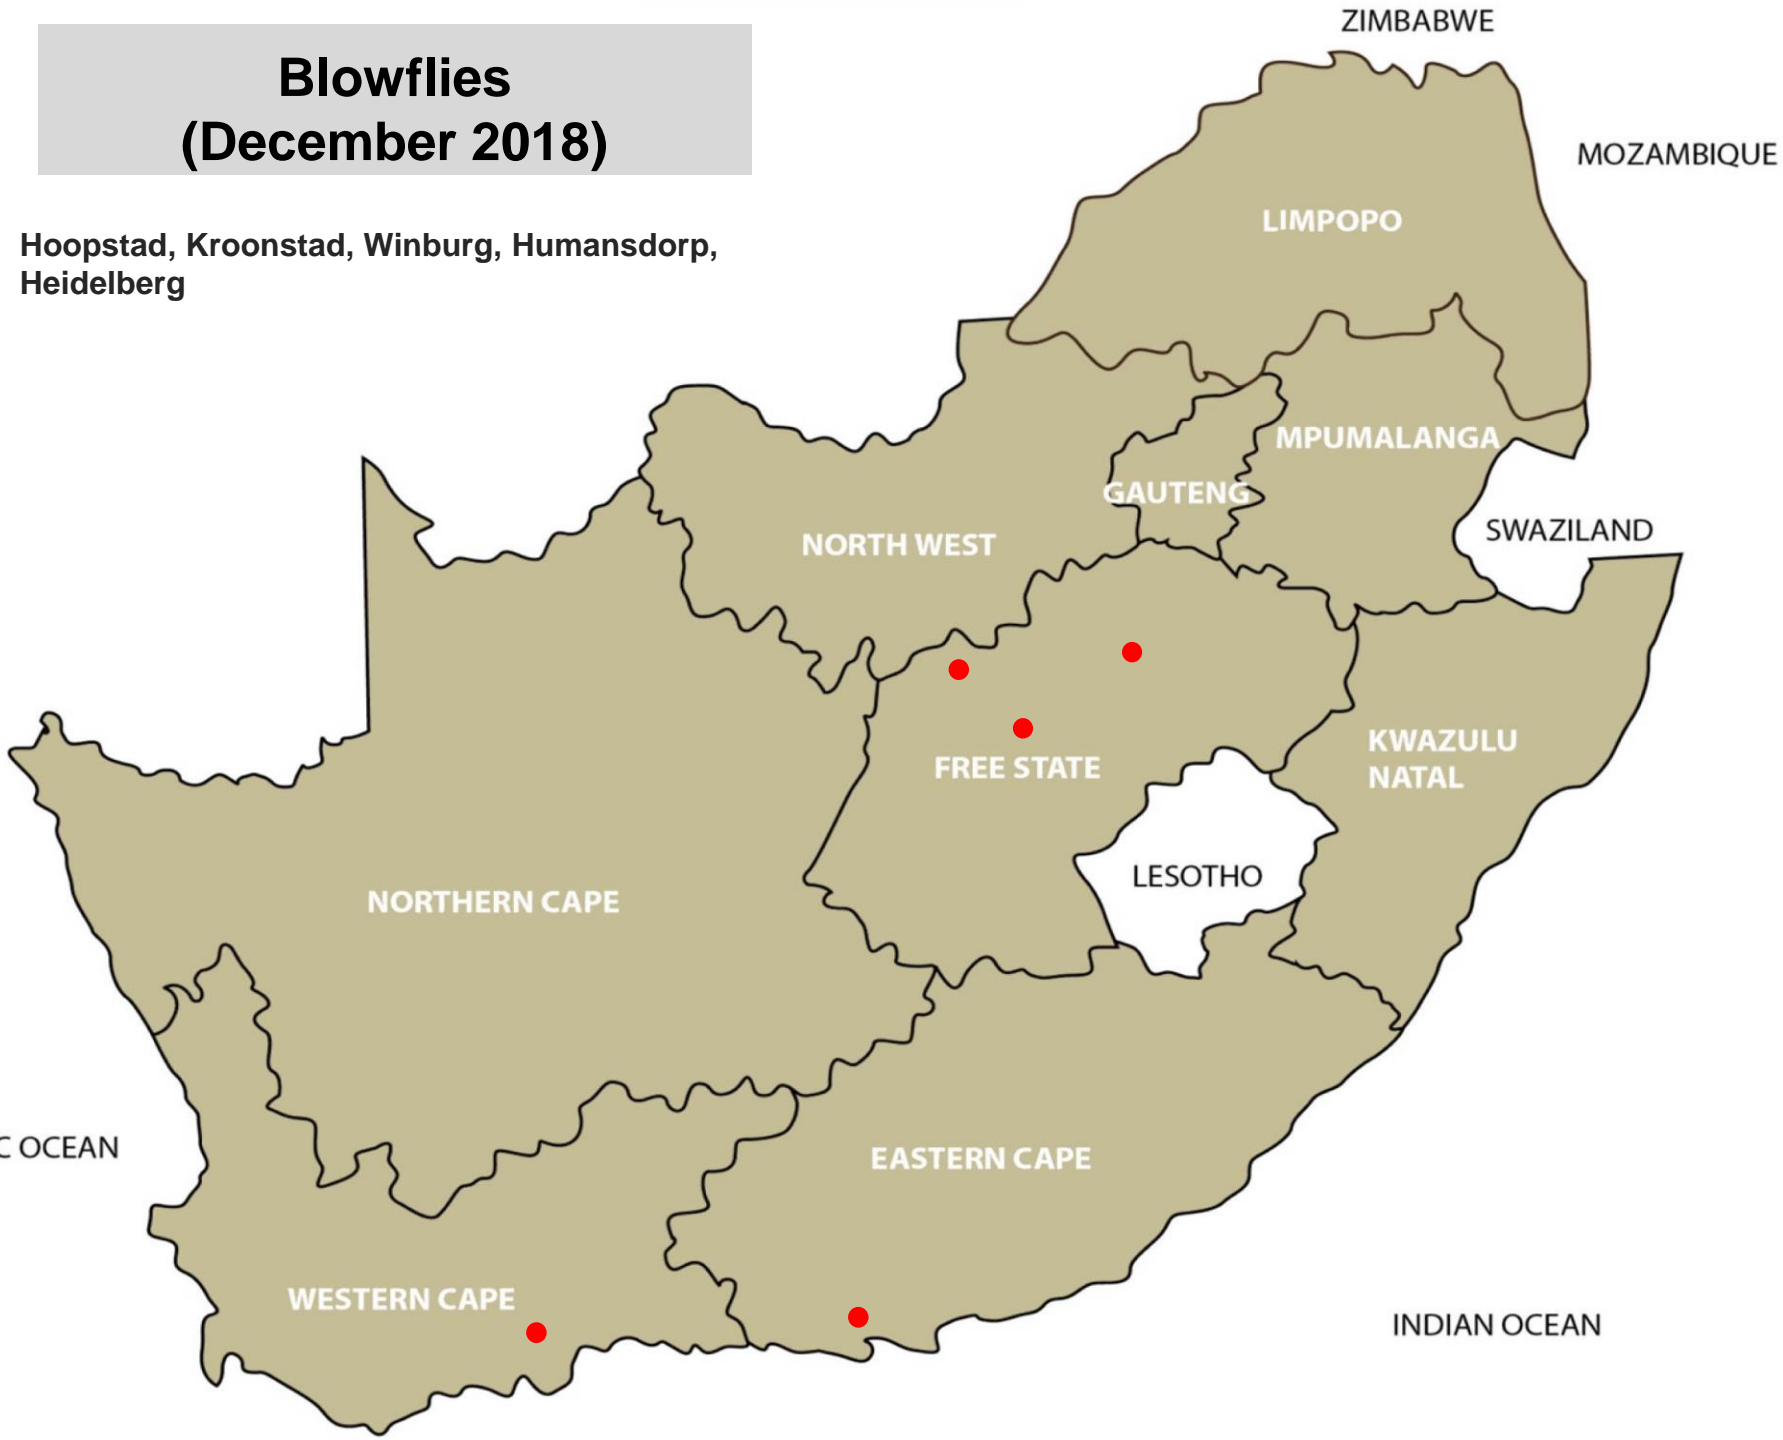 Blowflies
(December 2018)
Hoopstad, Kroonstad, Winburg, Humansdorp,
Heidelberg
ZIMBABWE
MOZAMBIQUE
LIMPOPO
MPUMALANGA
GAUTENG
SWAZILAND
NORTH WEST
KWAZULU
NATAL
FREE STATE
LESOTHO
NORTHERN CAPE
C OCEAN
EASTERN CAPE
WESTERN CAPE
INDIAN OCEAN